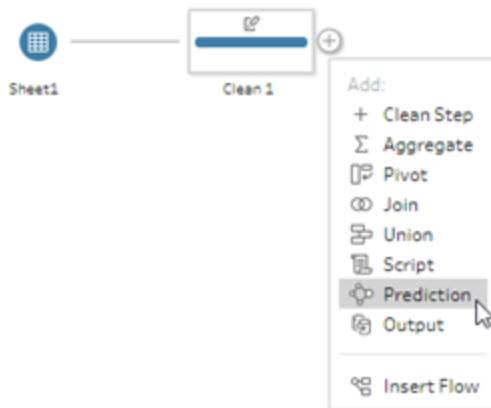 Sheet1
Clean 1
Add:
Clean Step
Aggregate
Pivot
Join
Union
Script
Prediction
Output
Insert Flow